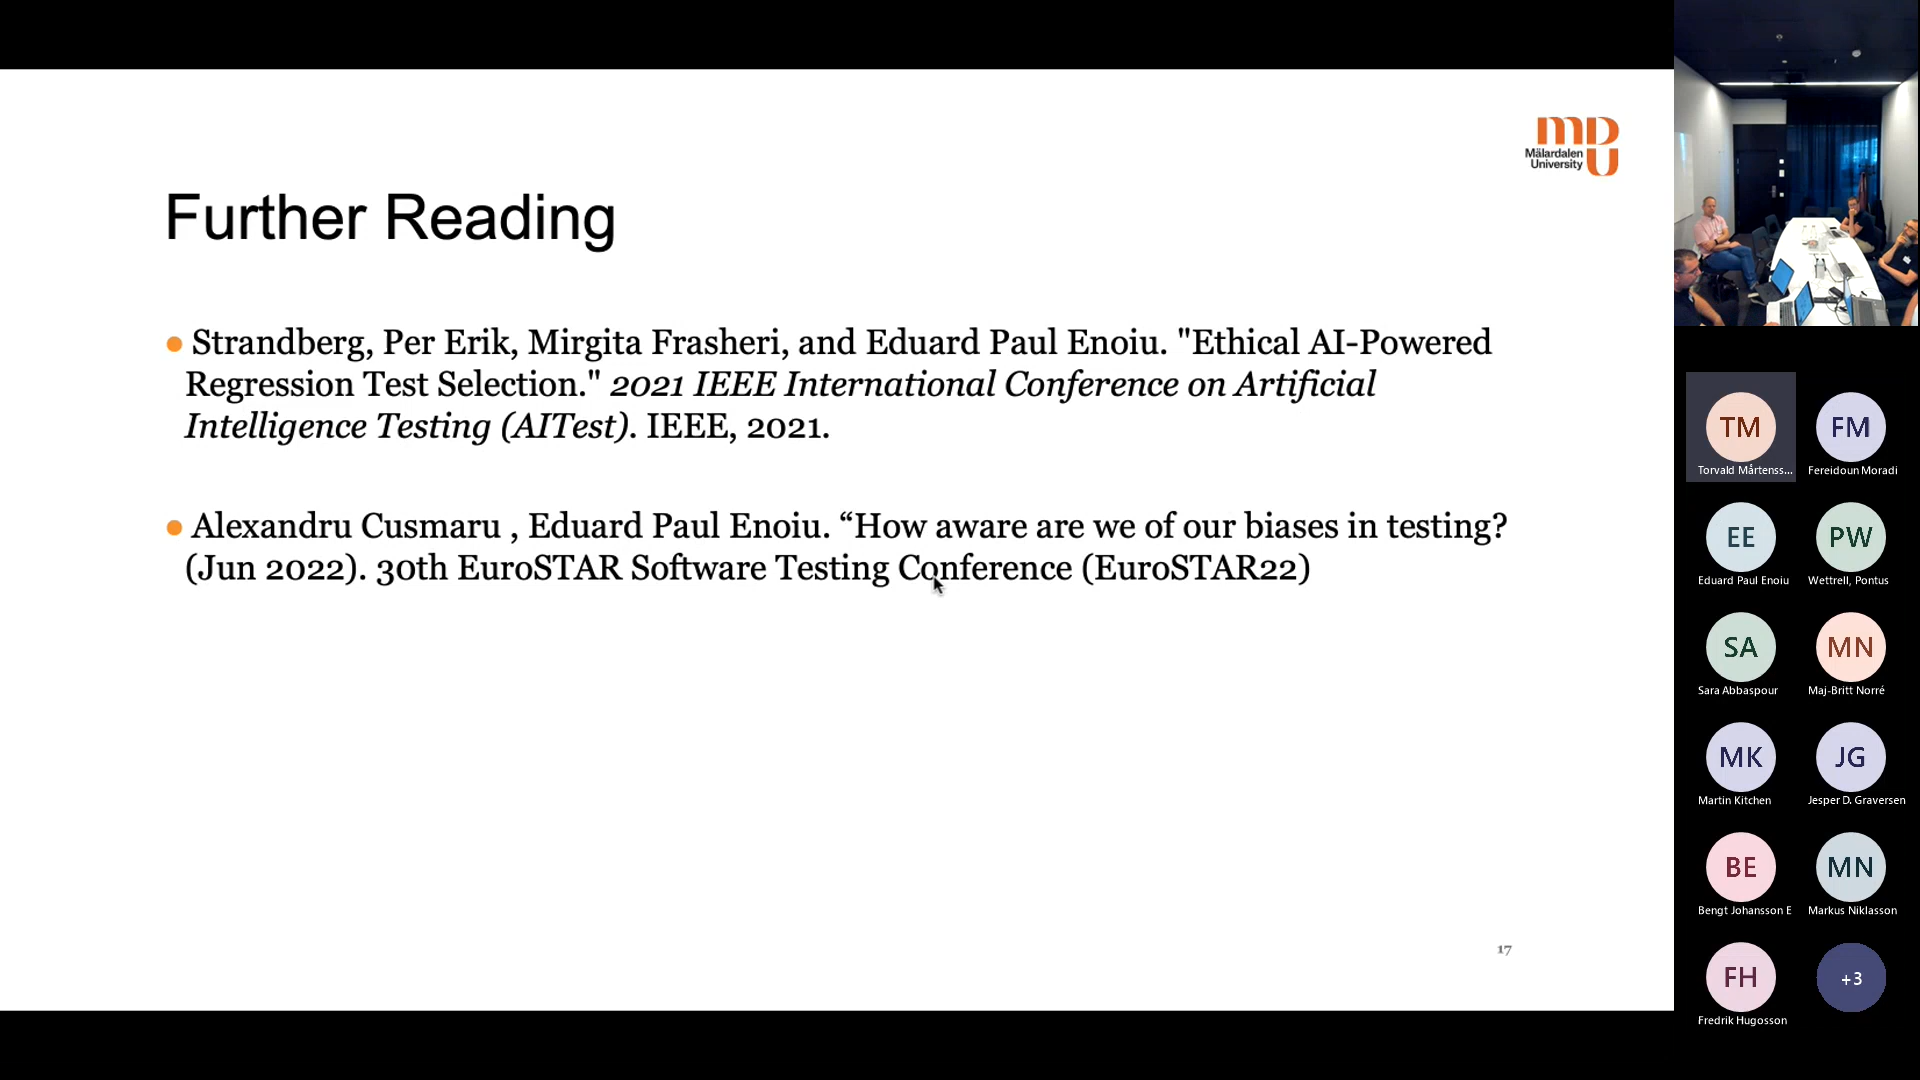 mD
Mälardalen
University U
Further Reading
Strandberg, Per Erik, Mirgita Frasheri, and Eduard Paul Enoiu. "Ethical AI-Powered
Regression Test Selection." 2021 IEEE International Conference on Artificial
Intelligence Testing (AITest). IEEE, 2021.
Alexandru Cusmaru , Eduard Paul Enoiu. “How aware are we of our biases in testing?
(Jun 2022). 30th EuroSTAR Software Testing Conference (EuroSTAR22)
17
TM
Torvald Mårtenss...
FM
Fereidoun Moradi
EE
Eduard Paul Enoiu
PW
Wettrell, Pontus
SA
Sara Abbaspour
MN
Maj-Britt Norré
MK
Martin Kitchen
JG
Jesper D. Graversen
BE
Bengt Johansson E
MN
Markus Niklasson
FH
Fredrik Hugosson
+3